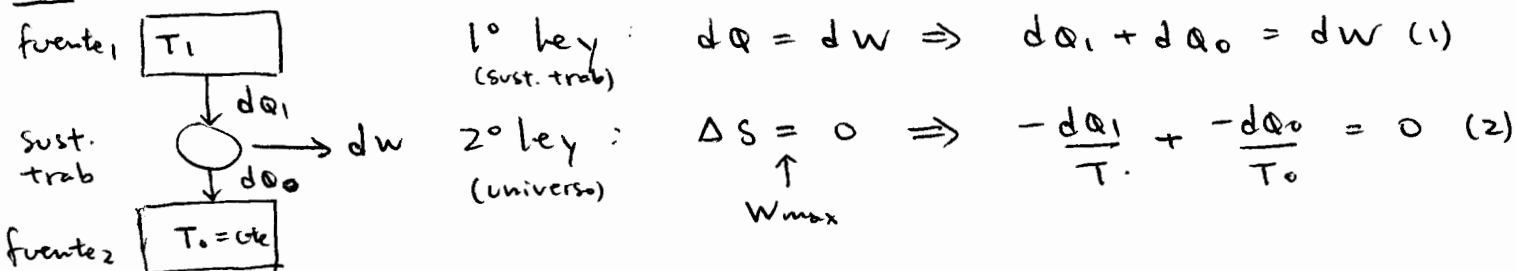 fuente₁ T₁ 1° Ley : dQ = dW ⇒ dQ₁ + dQ₀ = dW (1)
(sust. trab)
dQ₁
sust. trab → dW 2° ley : ΔS = 0 ⇒ -dQ₁/T. + -dQ₀/T₀ = 0 (2)
dQ₀ (universo) ↑
Wmax
fuente₂ T₀ = cte